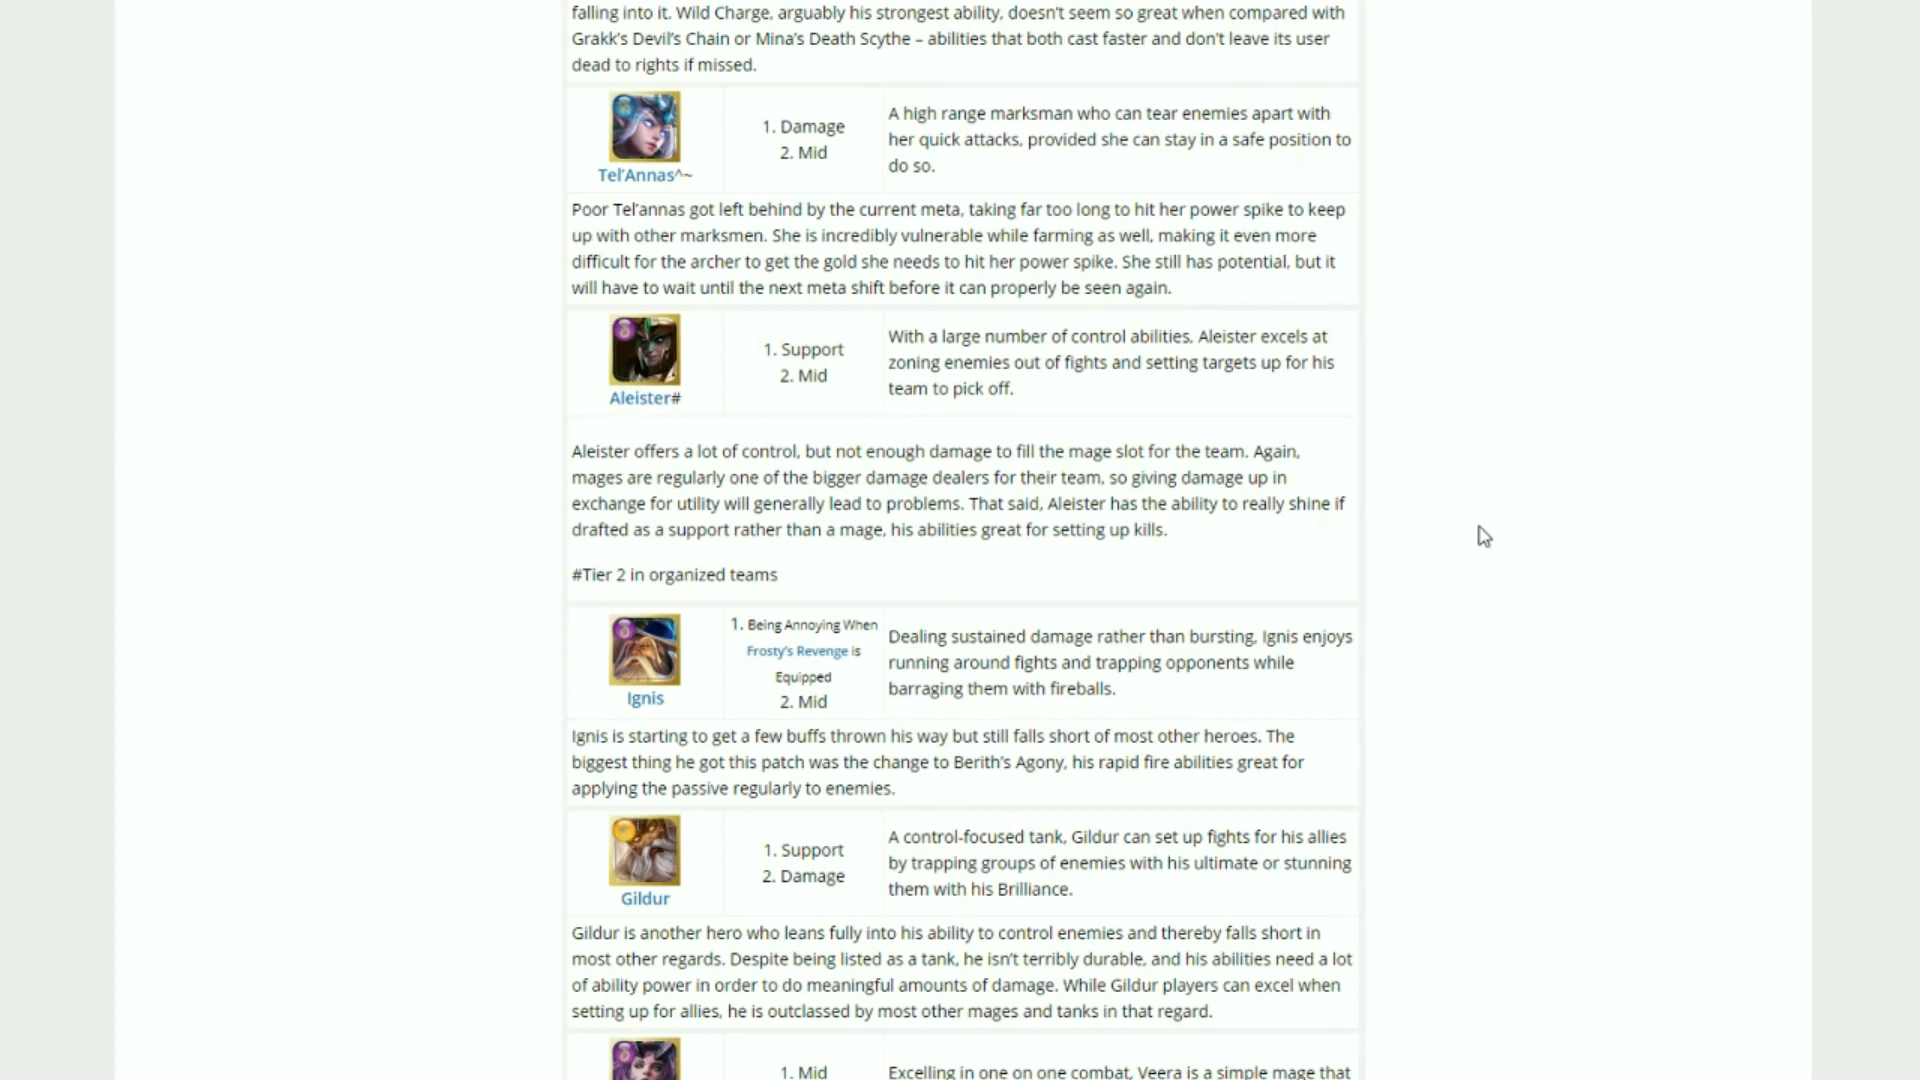 falling into it. Wild Charge, arguably his strongest ability, doesn't seem so great when compared with
Grakk's Devil's Chain or Mina's Death Scythe – abilities that both cast faster and don't leave its user
dead to rights if missed.
Tel'Annas^~
1. Damage
2. Mid
A high range marksman who can tear enemies apart with
her quick attacks, provided she can stay in a safe position to
do so.
Poor Tel'annas got left behind by the current meta, taking far too long to hit her power spike to keep
up with other marksmen. She is incredibly vulnerable while farming as well, making it even more
difficult for the archer to get the gold she needs to hit her power spike. She still has potential, but it
will have to wait until the next meta shift before it can properly be seen again.
Aleister#
1. Support
2. Mid
With a large number of control abilities, Aleister excels at
zoning enemies out of fights and setting targets up for his
team to pick off.
Aleister offers a lot of control, but not enough damage to fill the mage slot for the team. Again,
mages are regularly one of the bigger damage dealers for their team, so giving damage up in
exchange for utility will generally lead to problems. That said, Aleister has the ability to really shine if
drafted as a support rather than a mage, his abilities great for setting up kills.
#Tier 2 in organized teams
Ignis
1. Being Annoying When
Frosty's Revenge is
Equipped
2. Mid
Dealing sustained damage rather than bursting, Ignis enjoys
running around fights and trapping opponents while
barraging them with fireballs.
Ignis is starting to get a few buffs thrown his way but still falls short of most other heroes. The
biggest thing he got this patch was the change to Berith's Agony, his rapid fire abilities great for
applying the passive regularly to enemies.
Gildur
1. Support
2. Damage
A control-focused tank, Gildur can set up fights for his allies
by trapping groups of enemies with his ultimate or stunning
them with his Brilliance.
Gildur is another hero who leans fully into his ability to control enemies and thereby falls short in
most other regards. Despite being listed as a tank, he isn't terribly durable, and his abilities need a lot
of ability power in order to do meaningful amounts of damage. While Gildur players can excel when
setting up for allies, he is outclassed by most other mages and tanks in that regard.
1. Mid
Excelling in one on one combat, Veera is a simple mage that